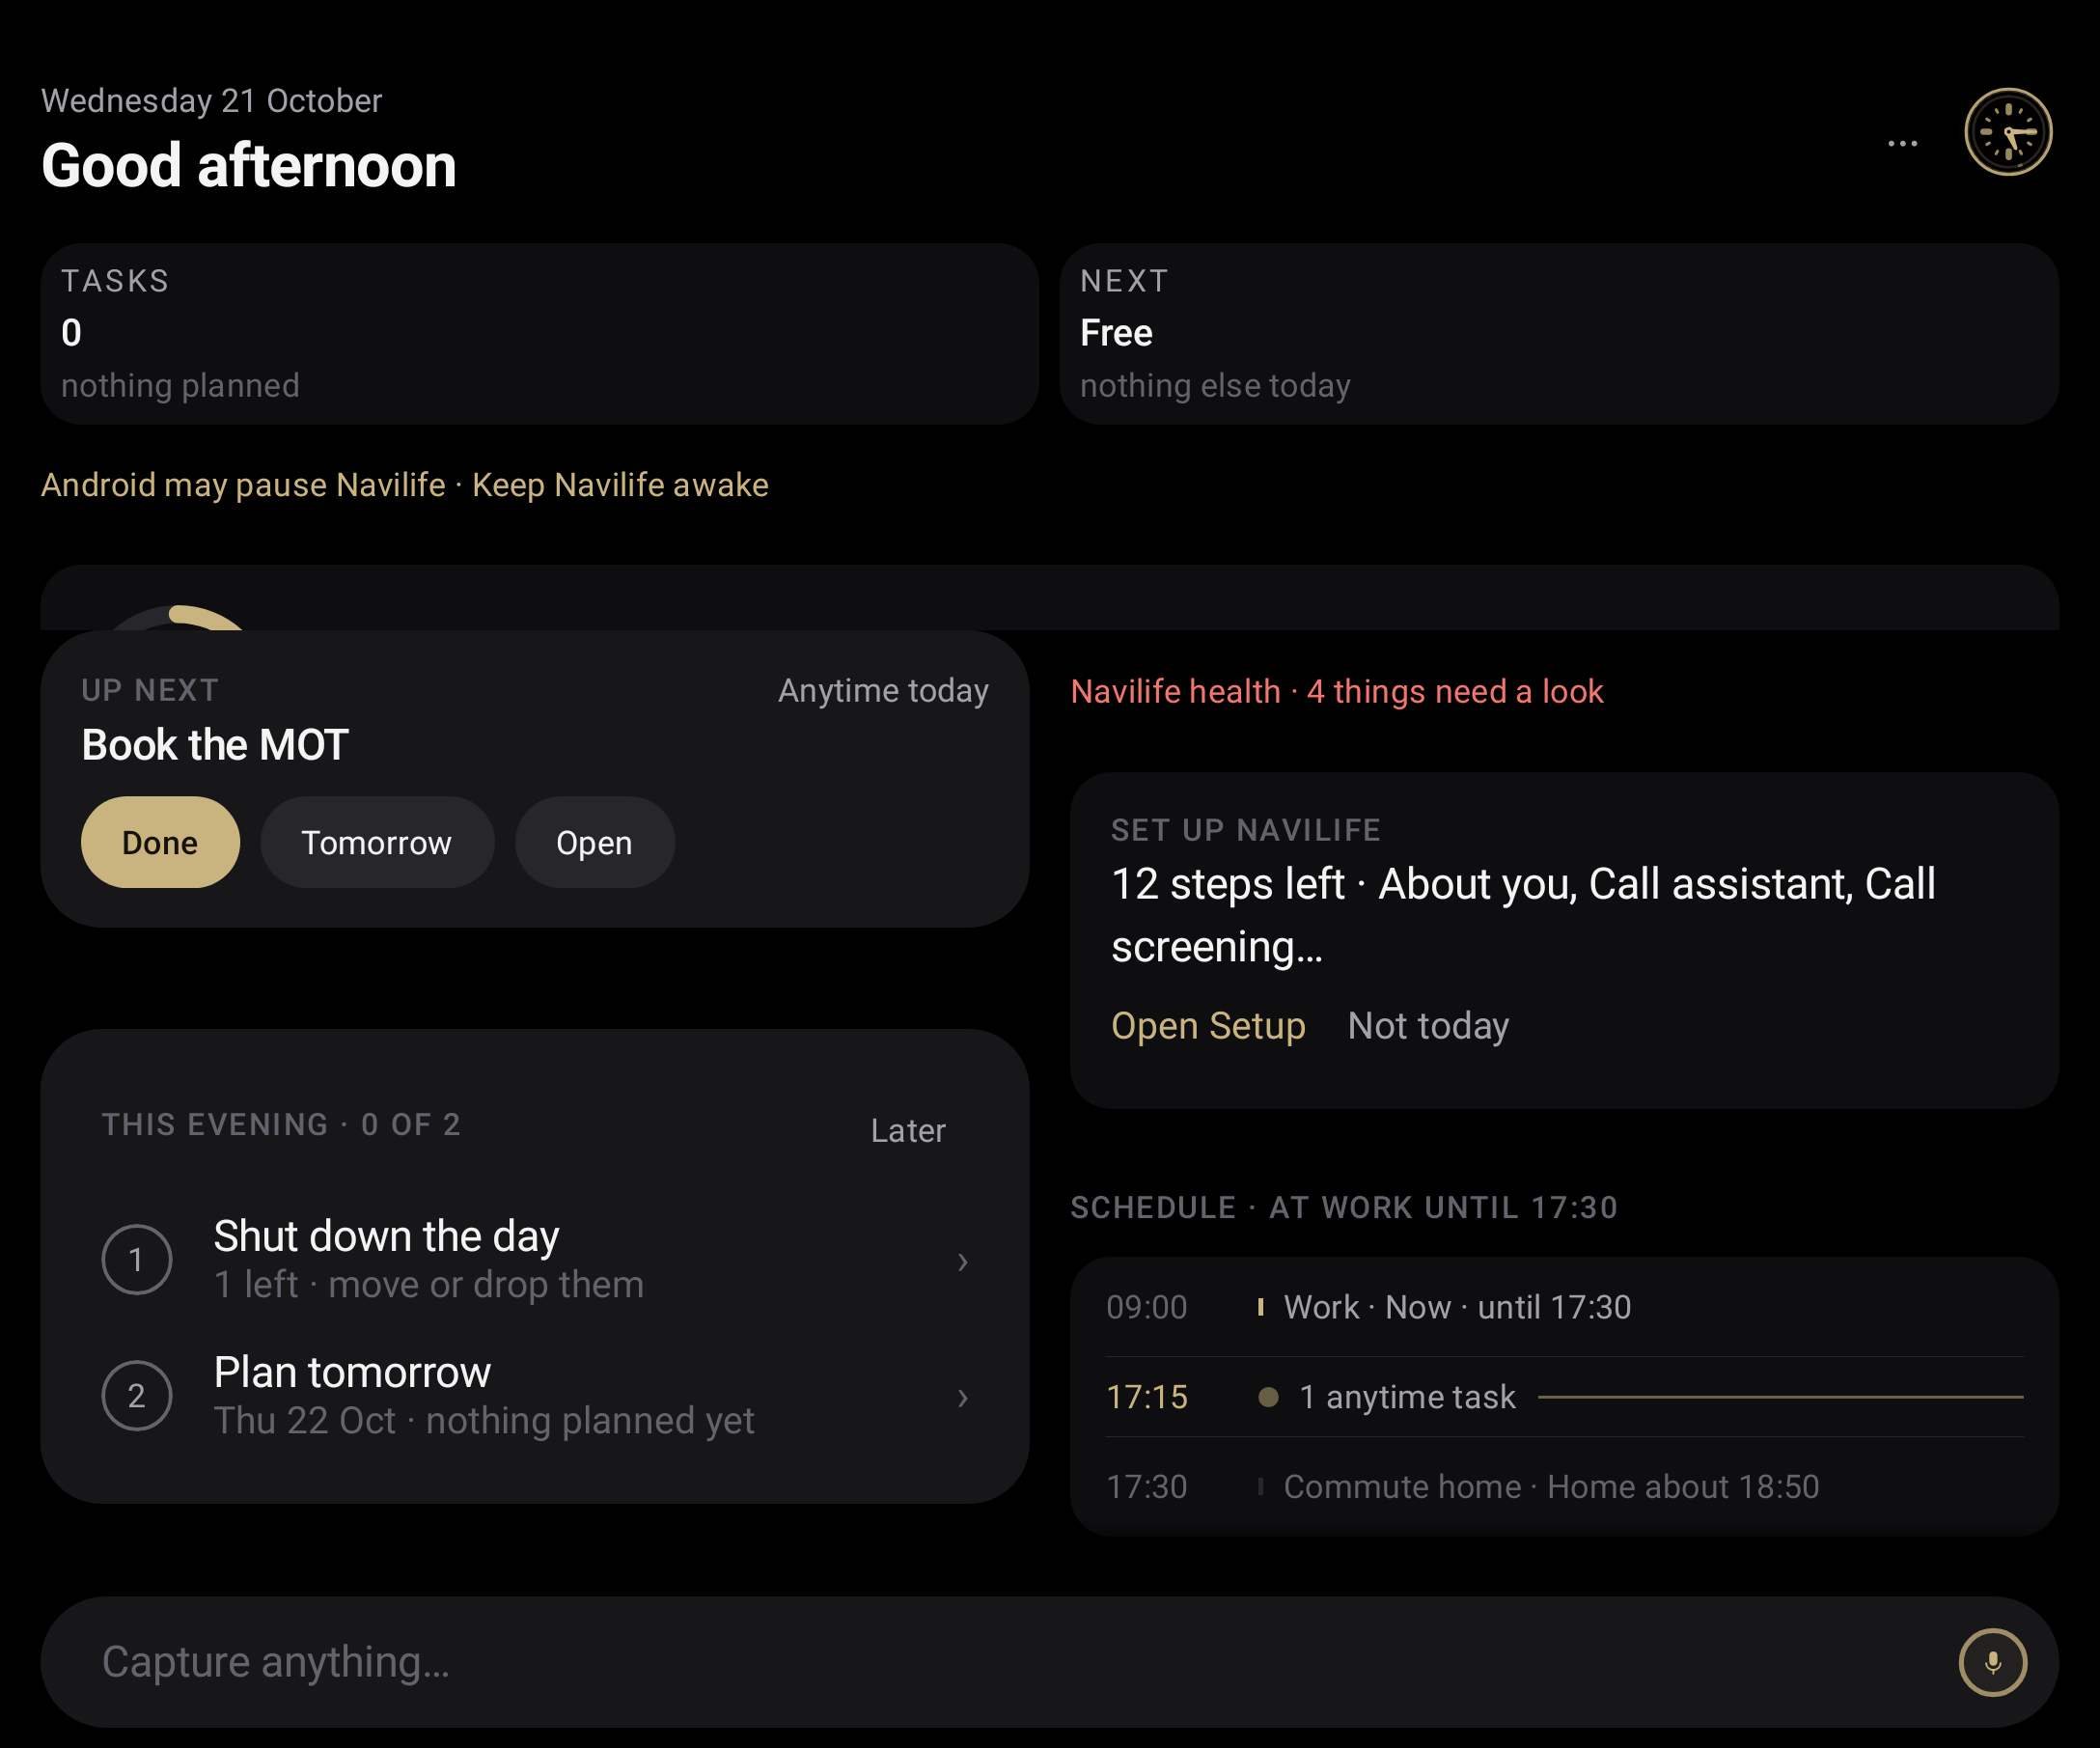 Wednesday 21 October
Good afternoon
...
TASKS
0
nothing planned
NEXT
Free
nothing else today
Android may pause Navilife · Keep Navilife awake
UP NEXT
Anytime today
Book the MOT
Done
Tomorrow
Open
THIS EVENING · 0 OF 2
Later
1
Shut down the day
1 left · move or drop them
›
2
Plan tomorrow
Thu 22 Oct · nothing planned yet
›
Navilife health · 4 things need a look
SET UP NAVILIFE
12 steps left · About you, Call assistant, Call
screening…
Open Setup
Not today
SCHEDULE · AT WORK UNTIL 17:30
09:00
Work · Now · until 17:30
17:15
1 anytime task
17:30
Commute home · Home about 18:50
Capture anything…